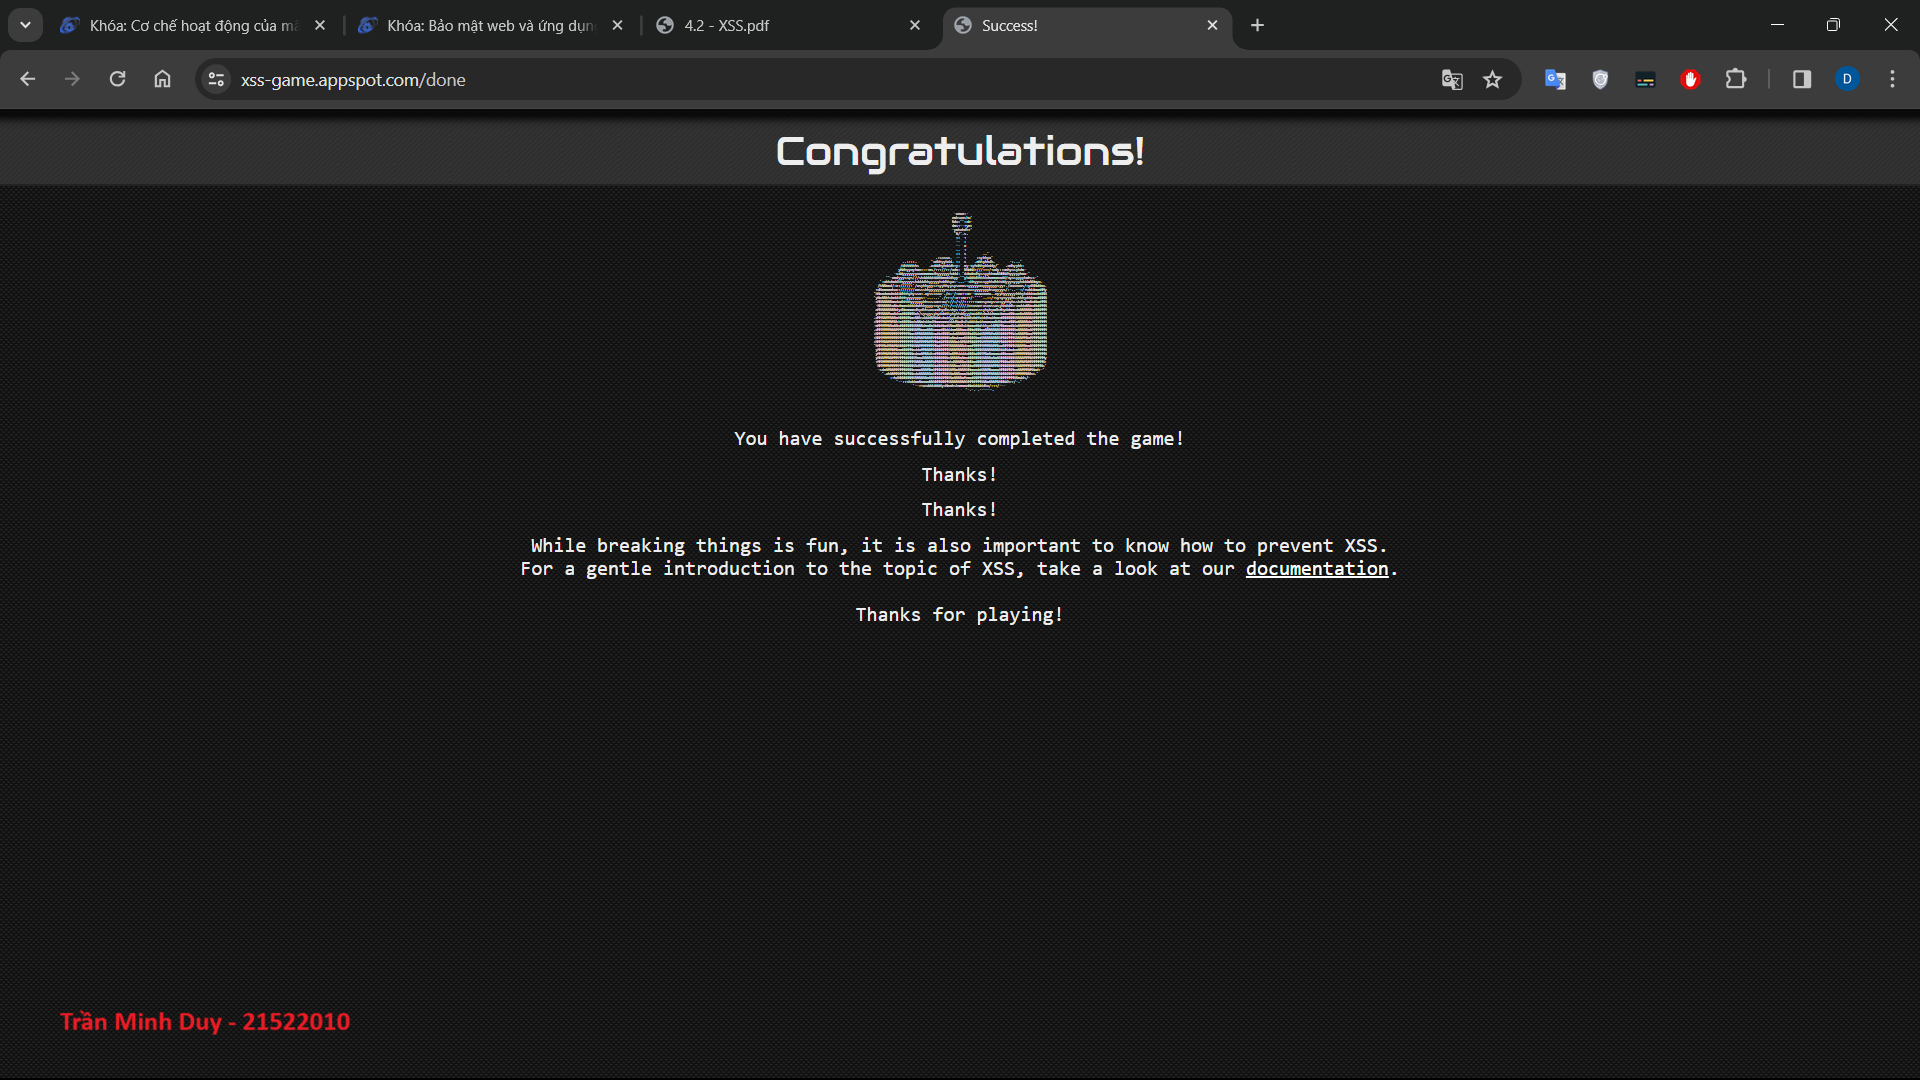 Khóa: Cơ chế hoạt động của mã
Khóa: Bảo mật web và ứng dụn
4.2 - XSS.pdf
Success!
xss-game.appspot.com/done
D
Congratulations!
You have successfully completed the game!
Thanks!
Thanks!
While breaking things is fun, it is also important to know how to prevent XSS.
For a gentle introduction to the topic of XSS, take a look at our documentation.
Thanks for playing!
Trần Minh Duy - 21522010